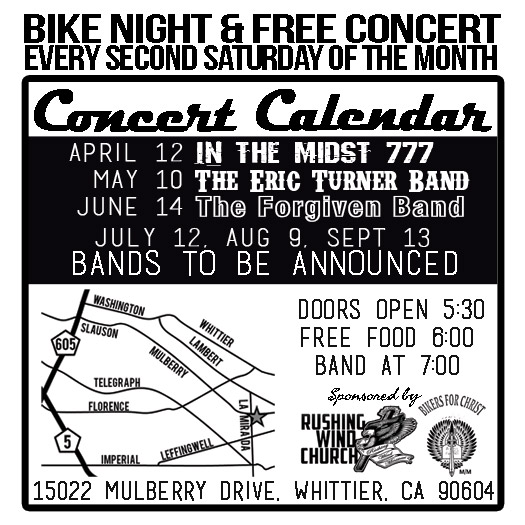 BIKE NIGHT & FREE CONCERT
EVERY SECOND SATURDAY OF THE MONTH
Concert Calendar
APRIL 12 IN THE MIDST 777
MAY 10 THE ERIC TURNER BAND
JUNE 14 The Forgiven Band
JULY 12, AUG 9, SEPT 13
BANDS TO BE ANNOUNCED
WASHINGTON
SLAUSON
WHITTIER
LAMBERT
605
MULBERRY
TELEGRAPH
FLORENCE
LA MIRADA
5
LEFFINGWELL
IMPERIAL
DOORS OPEN 5:30
FREE FOOD 6:00
BAND AT 7:00
Sponsored by
RUSHING
WIND
CHURCH
BIKERS FOR CHRIST
M/M
15022 MULBERRY DRIVE, WHITTIER, CA 90604